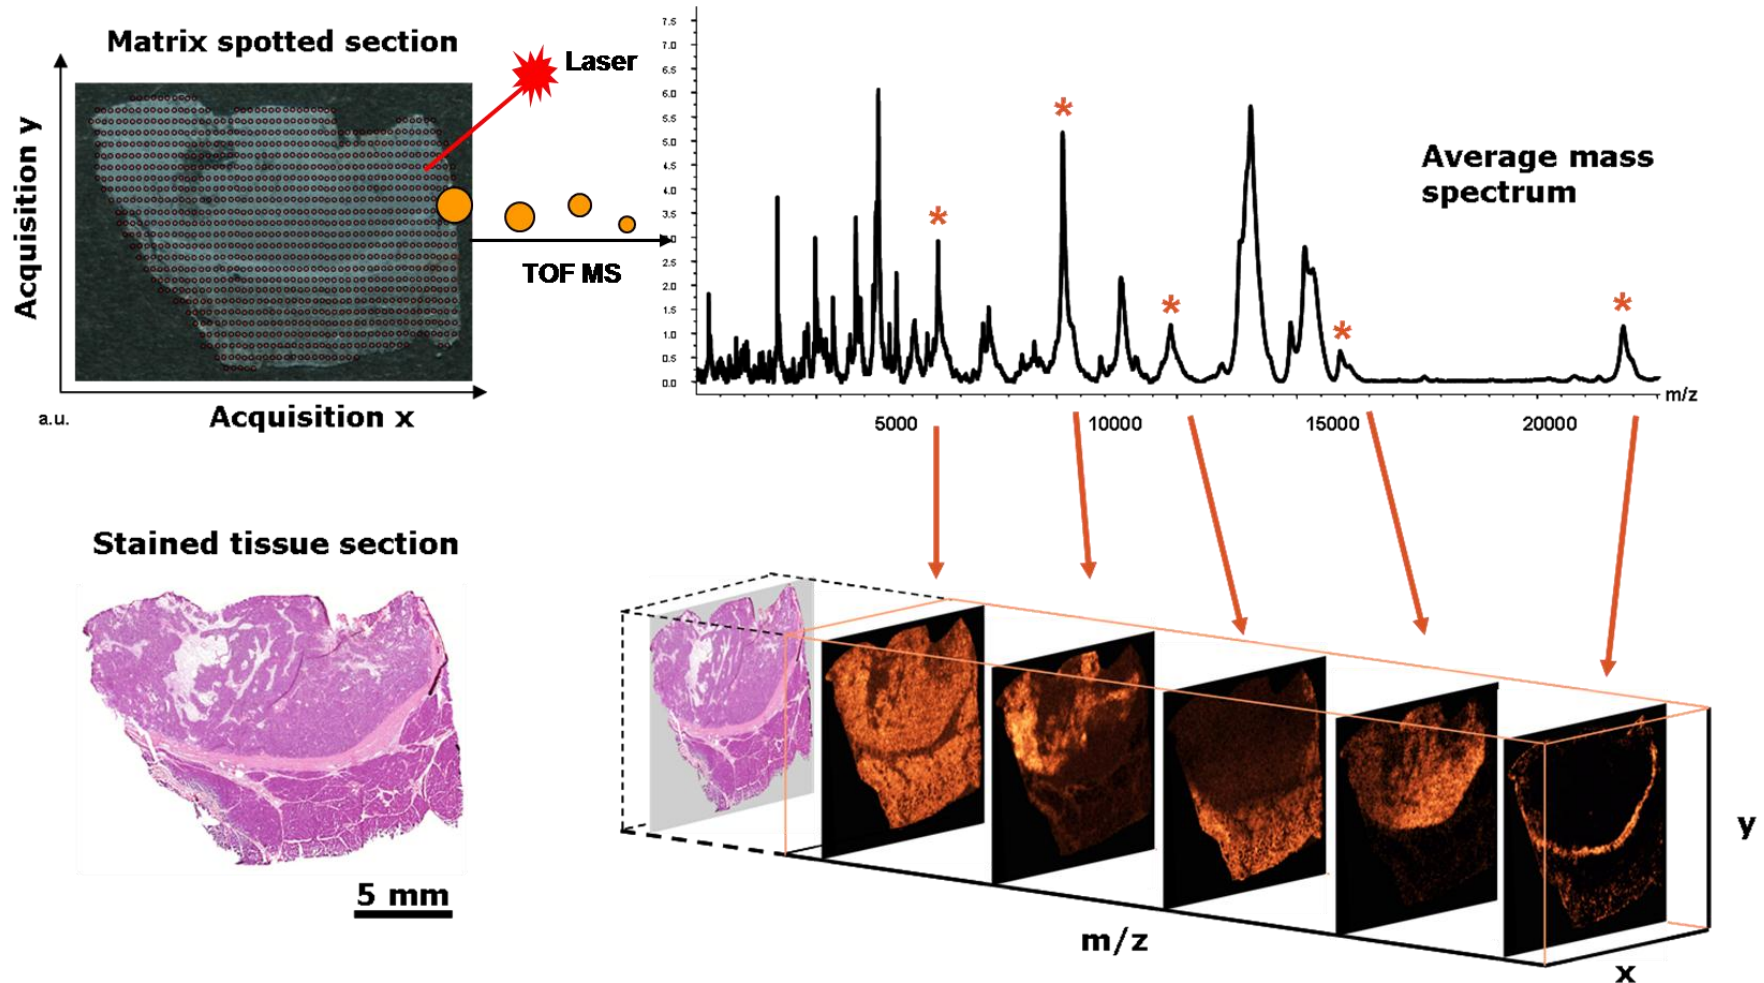 Matrix spotted section
Laser
Acquisition y
TOF MS
a.u.
Acquisition x
7.5
7.0
6.5
6.0
5.5
5.0
4.5
4.0
3.5
3.0
2.5
2.0
1.5
1.0
0.5
0.0
*
*
*
*
*
Average mass
spectrum
m/z
5000
10000
15000
20000
Stained tissue section
5 mm
m/z
x
y